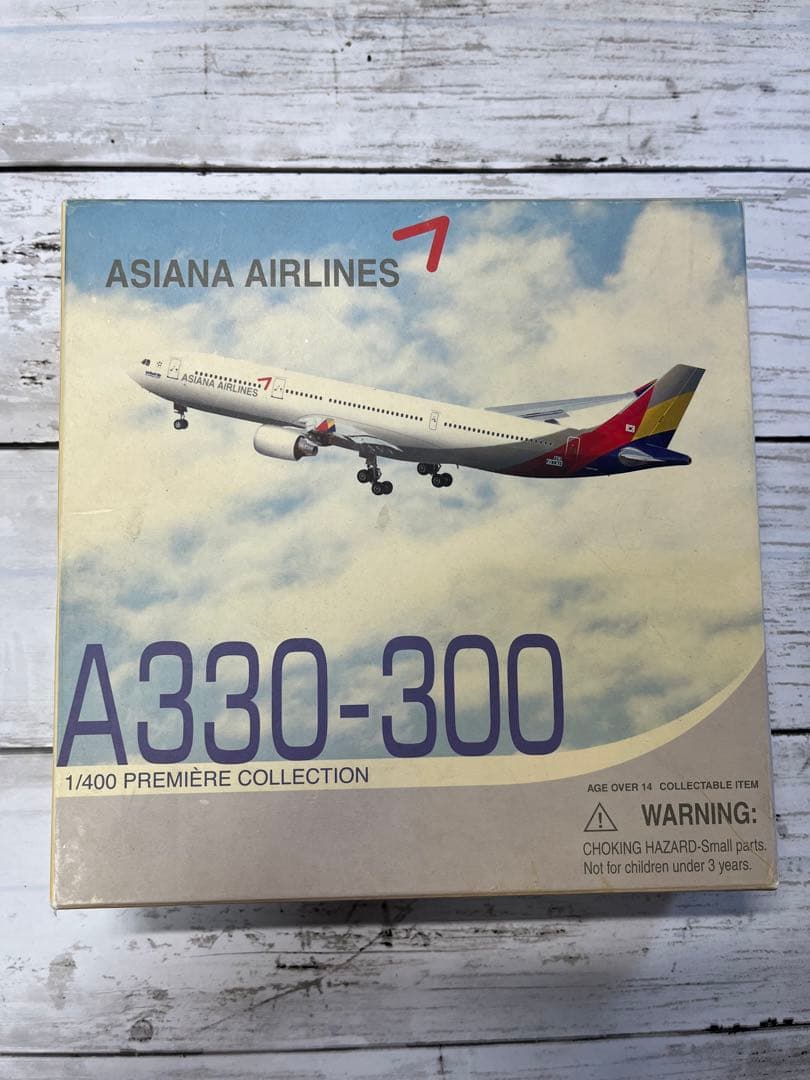 ASIANA AIRLINES
ASIANA AIRLINES
A330-300
1/400 PREMIÈRE COLLECTION
AGE OVER 14 COLLECTABLE ITEM
WARNING:
CHOKING HAZARD-Small parts.
Not for children under 3 years.